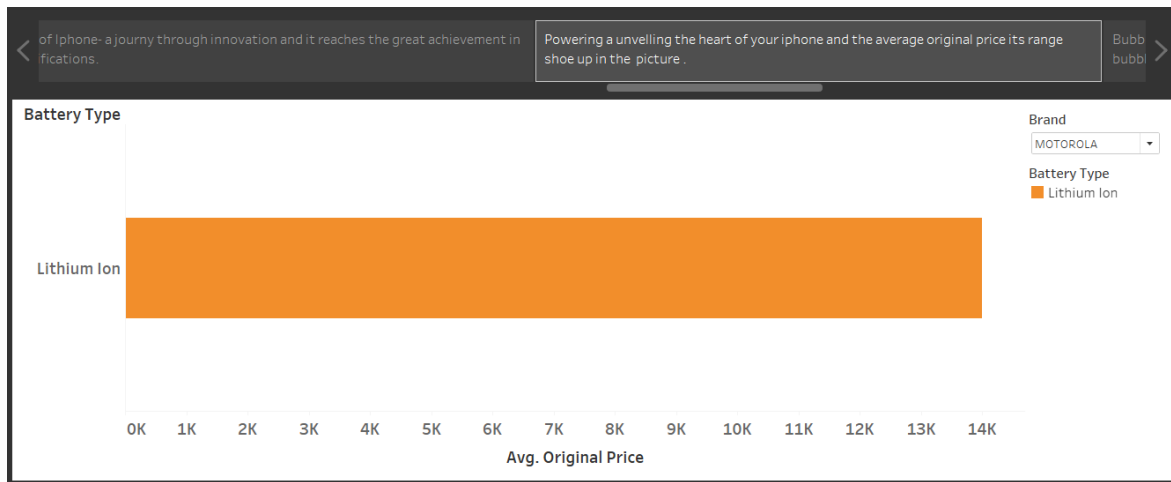 of Iphone- a journy through innovation and it reaches the great achievement in
ifications.
Powering a unvelling the heart of your iphone and the average original price its range
shoe up in the picture .
Bubb
bubbl
Battery Type
Lithium Ion
0K 1K 2K 3K 4K 5K 6K 7K 8K 9K 10K 11K 12K 13K 14K
Avg. Original Price
Brand
MOTOROLA
Battery Type
Lithium Ion